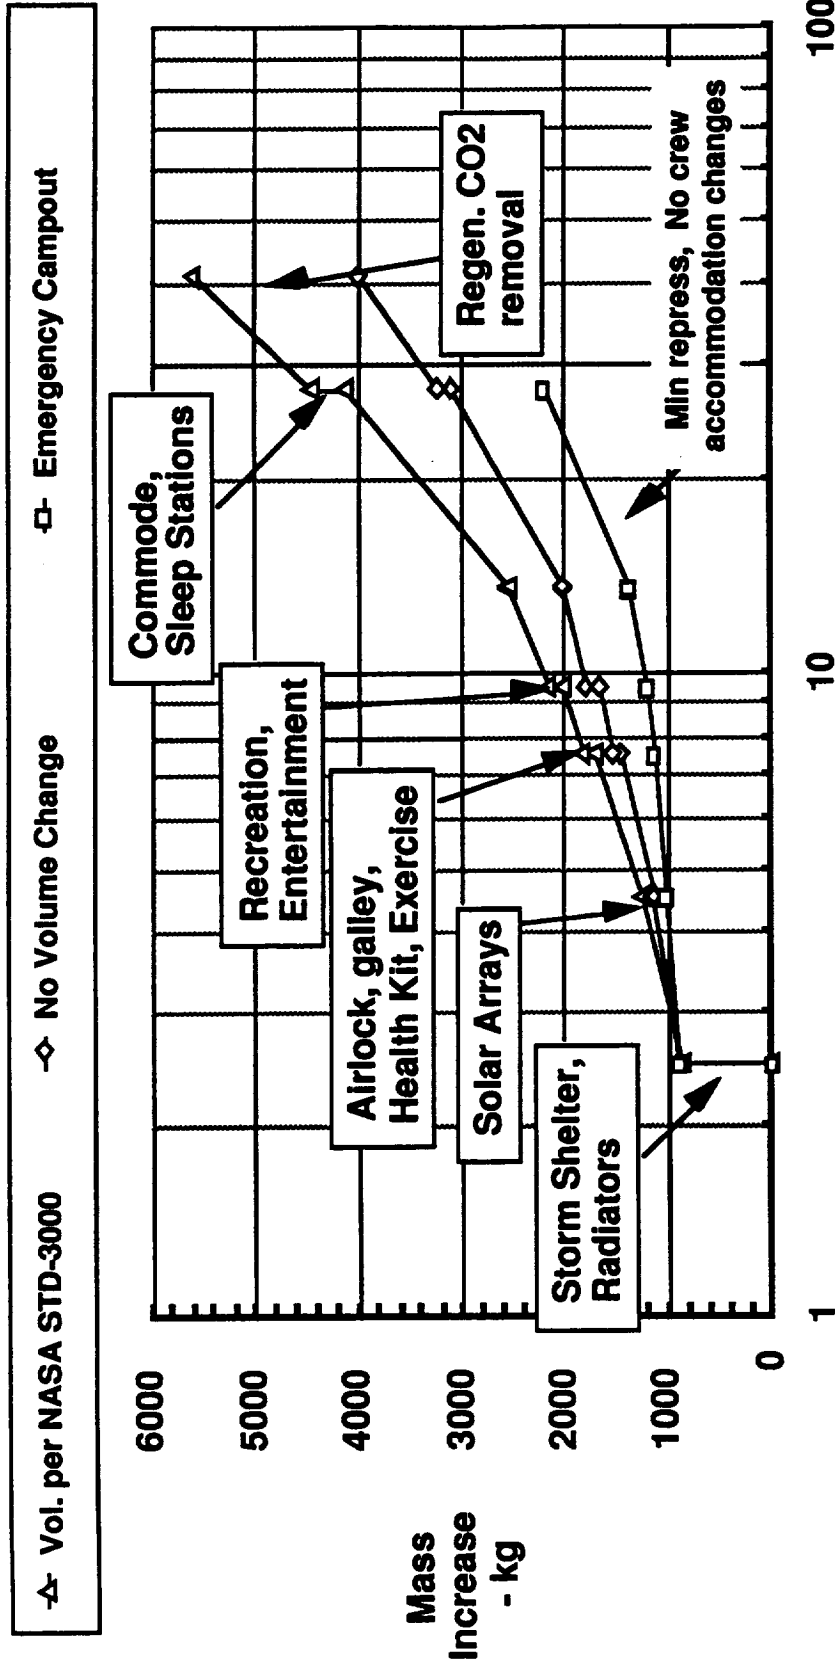 Vol. per NASA STD-3000
No Volume Change
Emergency Campout
Mass
Increase
- kg
6000
5000
4000
3000
2000
1000
0
1
10
100
Commode,
Sleep Stations
Recreation,
Entertainment
Airlock, galley,
Health Kit, Exercise
Solar Arrays
Storm Shelter,
Radiators
Regen. CO2
removal
Min repress, No crew
accommodation changes